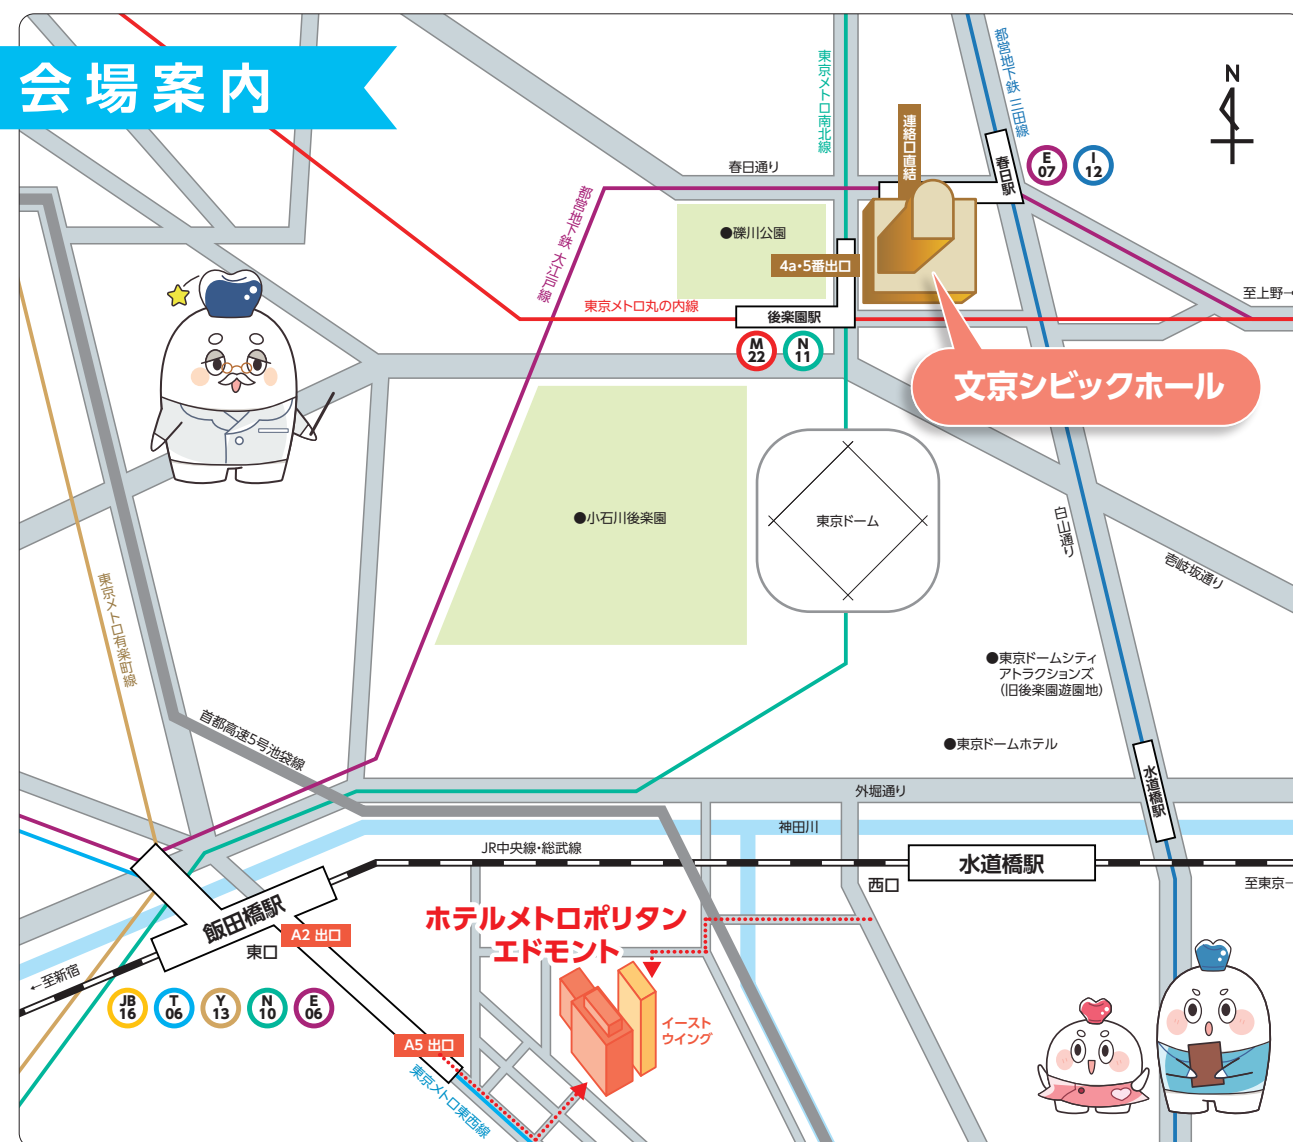 会場案内
N
東京メトロ南北線
都営地下鉄 三田線
連絡口直結
春日駅
E
07
I
12
春日通り
都営地下鉄 大江戸線
●礫川公園
4a・5番出口
至上野→
東京メトロ丸の内線
後楽園駅
M
22
N
11
文京シビックホール
●小石川後楽園
東京ドーム
白山通り
壱岐坂通り
東京メトロ有楽町線
●東京ドームシティ
アトラクションズ
（旧後楽園遊園地）
首都高速5号池袋線
●東京ドームホテル
水道橋駅
外堀通り
神田川
JR中央線・総武線
水道橋駅
西口
至東京→
飯田橋駅
A2 出口
東口
←至新宿
ホテルメトロポリタン
エドモント
JB
16
T
06
Y
13
N
10
E
06
イースト
ウイング
A5 出口
東京メトロ東西線